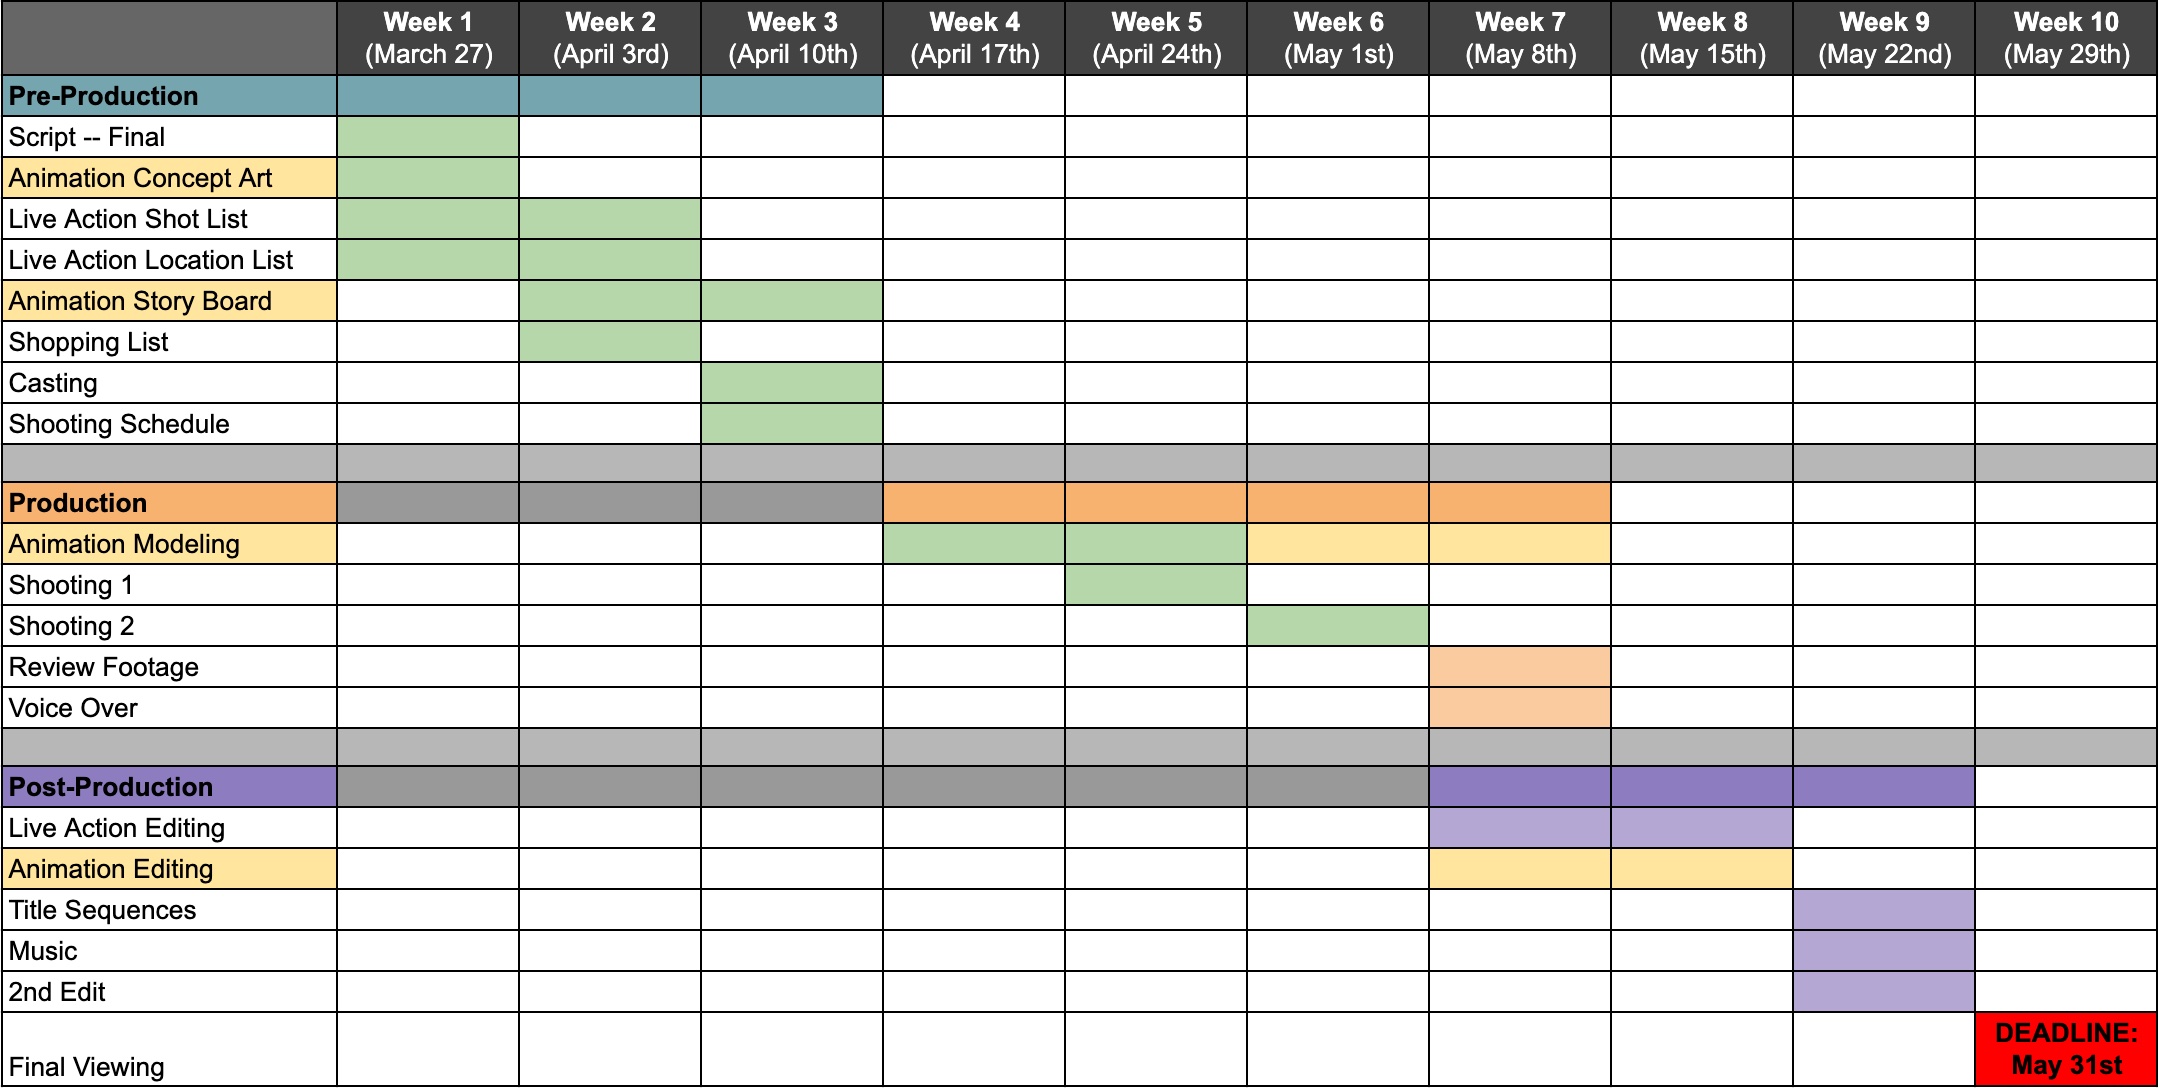 Week 1 Week 2 Week 3 Week 4 Week 5 Week 6 Week 7 Week 8 Week 9 Week 10
(March 27) (April 3rd) (April 10th) (April 17th) (April 24th) (May 1st) (May 8th) (May 15th) (May 22nd) (May 29th)
Pre-Production
Script -- Final
Animation Concept Art
Live Action Shot List
Live Action Location List
Animation Story Board
Shopping List
Casting
Shooting Schedule
Production
Animation Modeling
Shooting 1
Shooting 2
Review Footage
Voice Over
Post-Production
Live Action Editing
Animation Editing
Title Sequences
Music
2nd Edit
Final Viewing
DEADLINE:
May 31st